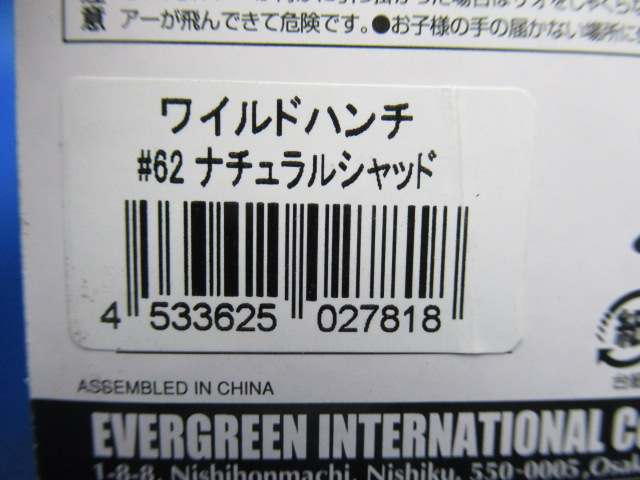 意
アーが飛んできて危険です。●お子様の手の届かない場所に
ワイルドハンチ
#62 ナチュラルシャッド
4 533625 027818
ASSEMBLED IN CHINA
EVERGREEN INTERNATIONAL
1-8-8, Nishihonmachi, Nishiku, 550-0005, Osak